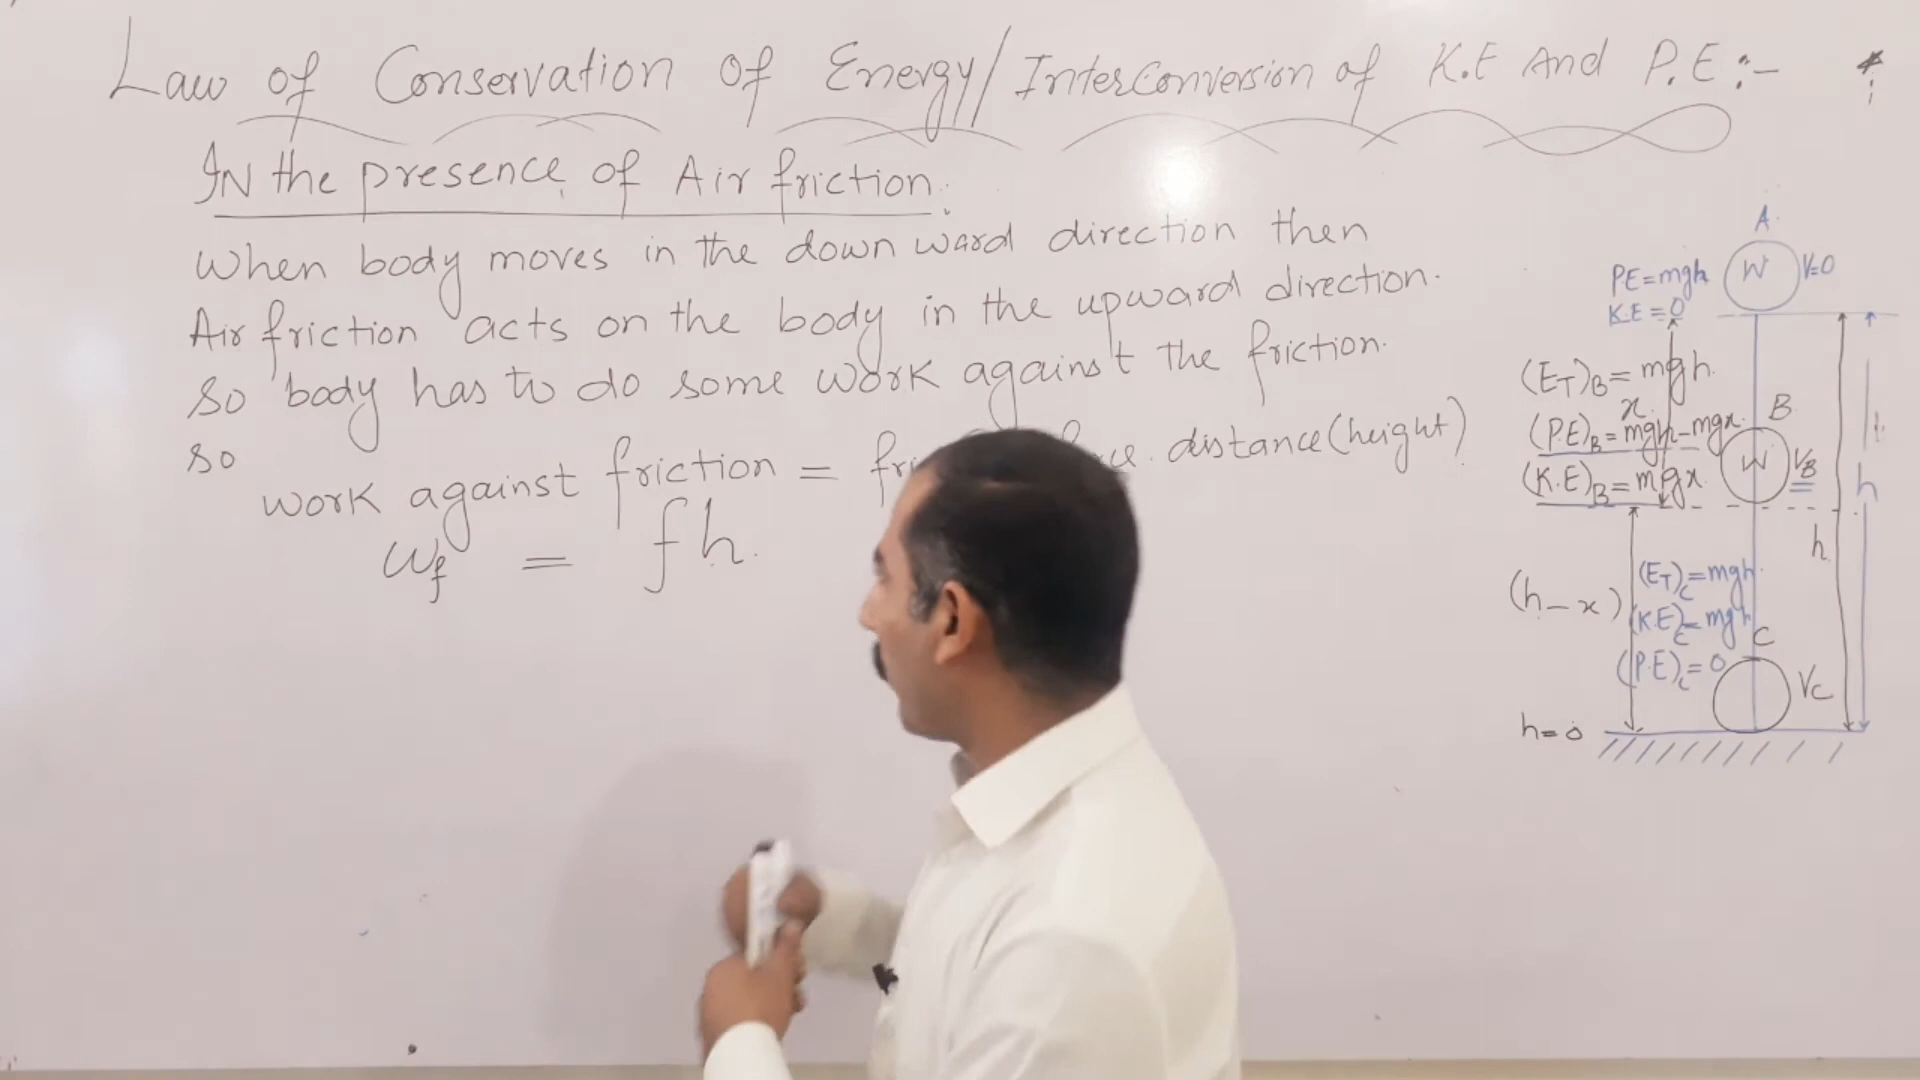 Law of Conservation of Energy/Interconversion of K.E And P.E :-
IN the presence of Air friction.
When body moves in the down ward direction then
Air friction acts on the body in the upward direction.
so body has to do some work against the friction.
so
work against friction = distance (height)
Wf = fh.
A.
W V=0
PE=mgh
K.E=0
(ET)B=mgh.
x.
(P.E)B=mgh-mgx.
(K.E)B=mgx.
B
W VB
h
h
(h-x)
(ET)C=mgh.
(K.E)C=mgh
(P.E)C=0
C
VC
h=0